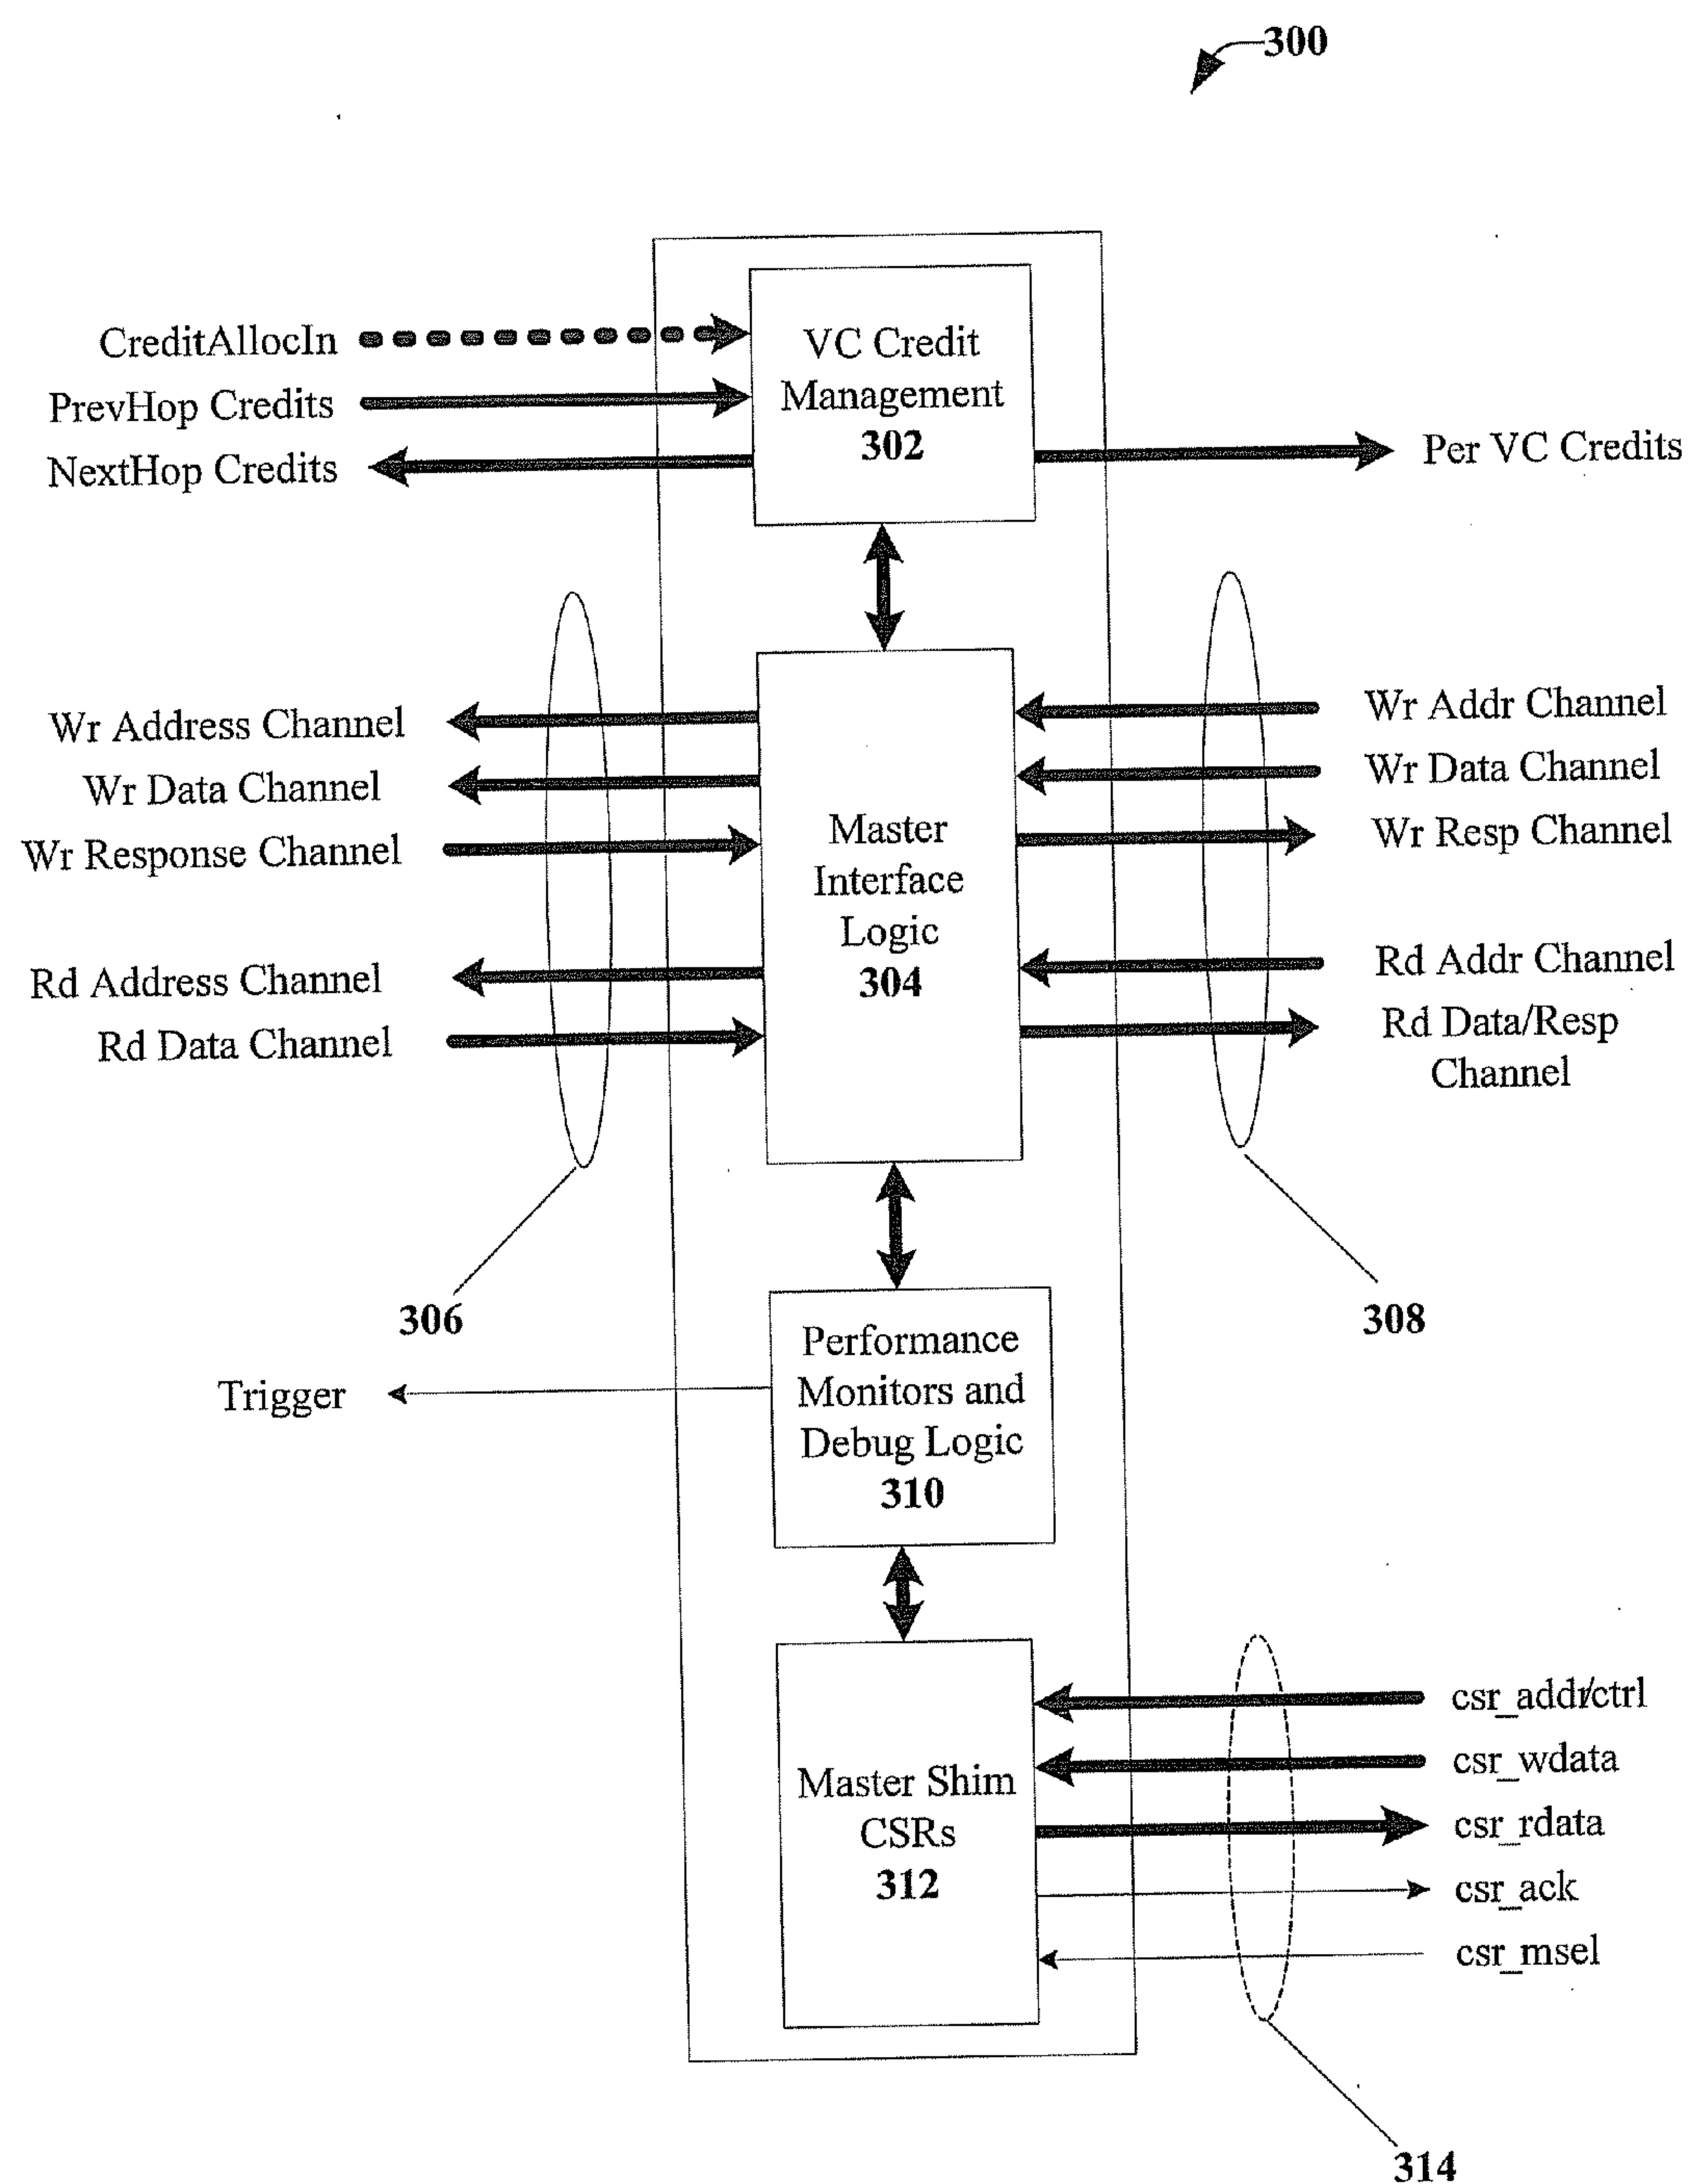 300
CreditAllocIn
PrevHop Credits
NextHop Credits
VC Credit
Management
302
Per VC Credits
Wr Address Channel
Wr Data Channel
Wr Response Channel
Rd Address Channel
Rd Data Channel
Master
Interface
Logic
304
Wr Addr Channel
Wr Data Channel
Wr Resp Channel
Rd Addr Channel
Rd Data/Resp
Channel
306
308
Trigger
Performance
Monitors and
Debug Logic
310
Master Shim
CSRs
312
csr_addr/ctrl
csr_wdata
csr_rdata
csr_ack
csr_msel
314